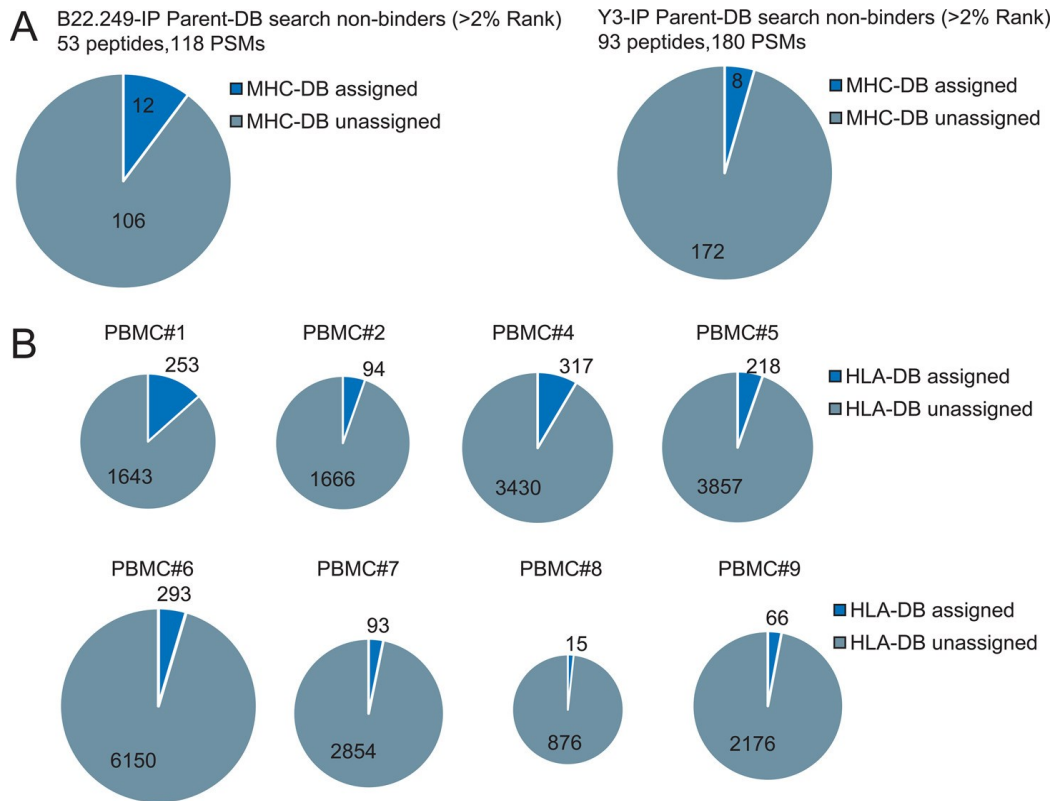 A
B22.249-IP Parent-DB search non-binders (>2% Rank)
53 peptides,118 PSMs
12
106
MHC-DB assigned
MHC-DB unassigned
Y3-IP Parent-DB search non-binders (>2% Rank)
93 peptides,180 PSMs
8
172
MHC-DB assigned
MHC-DB unassigned
B
PBMC#1
253
1643
PBMC#2
94
1666
PBMC#4
317
3430
PBMC#5
218
3857
HLA-DB assigned
HLA-DB unassigned
PBMC#6
293
6150
PBMC#7
93
2854
PBMC#8
15
876
PBMC#9
66
2176
HLA-DB assigned
HLA-DB unassigned